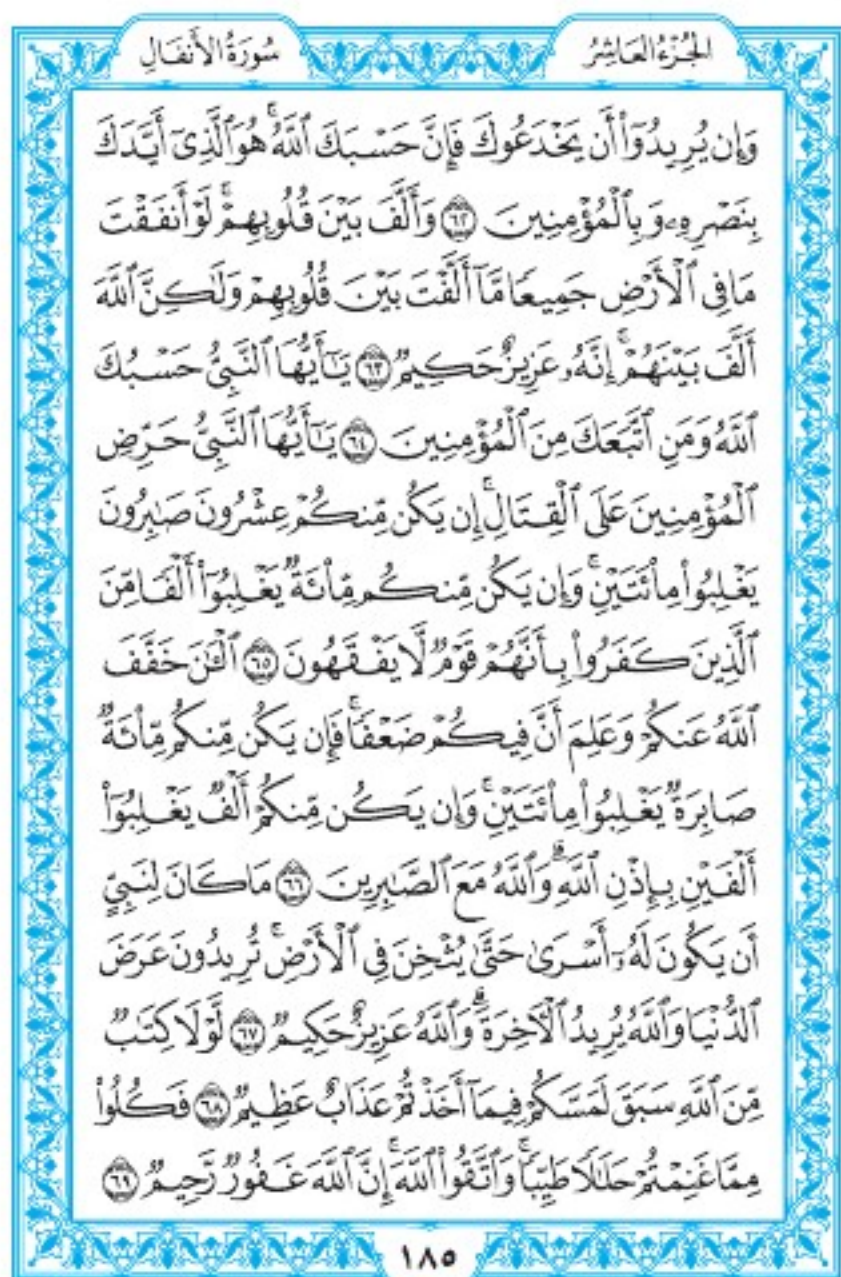 الجُزْءُ العَاشِرُ
سُورَةُ الأَنفَالِ
وَإِن يُرِيدُوٓا۟ أَن يَخْدَعُوكَ فَإِنَّ حَسْبَكَ ٱللَّهُ ۚ هُوَ ٱلَّذِىٓ أَيَّدَكَ
بِنَصْرِهِۦ وَبِٱلْمُؤْمِنِينَ ٦٢ وَأَلَّفَ بَيْنَ قُلُوبِهِمْ ۚ لَوْ أَنفَقْتَ
مَا فِى ٱلْأَرْضِ جَمِيعًا مَّآ أَلَّفْتَ بَيْنَ قُلُوبِهِمْ وَلَٰكِنَّ ٱللَّهَ
أَلَّفَ بَيْنَهُمْ ۚ إِنَّهُۥ عَزِيزٌ حَكِيمٌ ٦٣ يَٰٓأَيُّهَا ٱلنَّبِىُّ حَسْبُكَ
ٱللَّهُ وَمَنِ ٱتَّبَعَكَ مِنَ ٱلْمُؤْمِنِينَ ٦٤ يَٰٓأَيُّهَا ٱلنَّبِىُّ حَرِّضِ
ٱلْمُؤْمِنِينَ عَلَى ٱلْقِتَالِ ۚ إِن يَكُن مِّنكُمْ عِشْرُونَ صَٰبِرُونَ
يَغْلِبُوا۟ مِا۟ئَتَيْنِ ۚ وَإِن يَكُن مِّنكُم مِّا۟ئَةٌ يَغْلِبُوٓا۟ أَلْفًا مِّنَ
ٱلَّذِينَ كَفَرُوا۟ بِأَنَّهُمْ قَوْمٌ لَّا يَفْقَهُونَ ٦٥ ٱلْـَٰٔنَ خَفَّفَ
ٱللَّهُ عَنكُمْ وَعَلِمَ أَنَّ فِيكُمْ ضَعْفًا ۚ فَإِن يَكُن مِّنكُم مِّا۟ئَةٌ
صَابِرَةٌ يَغْلِبُوا۟ مِا۟ئَتَيْنِ ۚ وَإِن يَكُن مِّنكُمْ أَلْفٌ يَغْلِبُوٓا۟
أَلْفَيْنِ بِإِذْنِ ٱللَّهِ ۗ وَٱللَّهُ مَعَ ٱلصَّٰبِرِينَ ٦٦ مَا كَانَ لِنَبِىٍّ
أَن يَكُونَ لَهُۥٓ أَسْرَىٰ حَتَّىٰ يُثْخِنَ فِى ٱلْأَرْضِ ۚ تُرِيدُونَ عَرَضَ
ٱلدُّنْيَا وَٱللَّهُ يُرِيدُ ٱلْءَاخِرَةَ ۗ وَٱللَّهُ عَزِيزٌ حَكِيمٌ ٦٧ لَّوْلَا كِتَٰبٌ
مِّنَ ٱللَّهِ سَبَقَ لَمَسَّكُمْ فِيمَآ أَخَذْتُمْ عَذَابٌ عَظِيمٌ ٦٨ فَكُلُوا۟
مِمَّا غَنِمْتُمْ حَلَٰلًا طَيِّبًا ۚ وَٱتَّقُوا۟ ٱللَّهَ ۚ إِنَّ ٱللَّهَ غَفُورٌ رَّحِيمٌ ٦٩
١٨٥